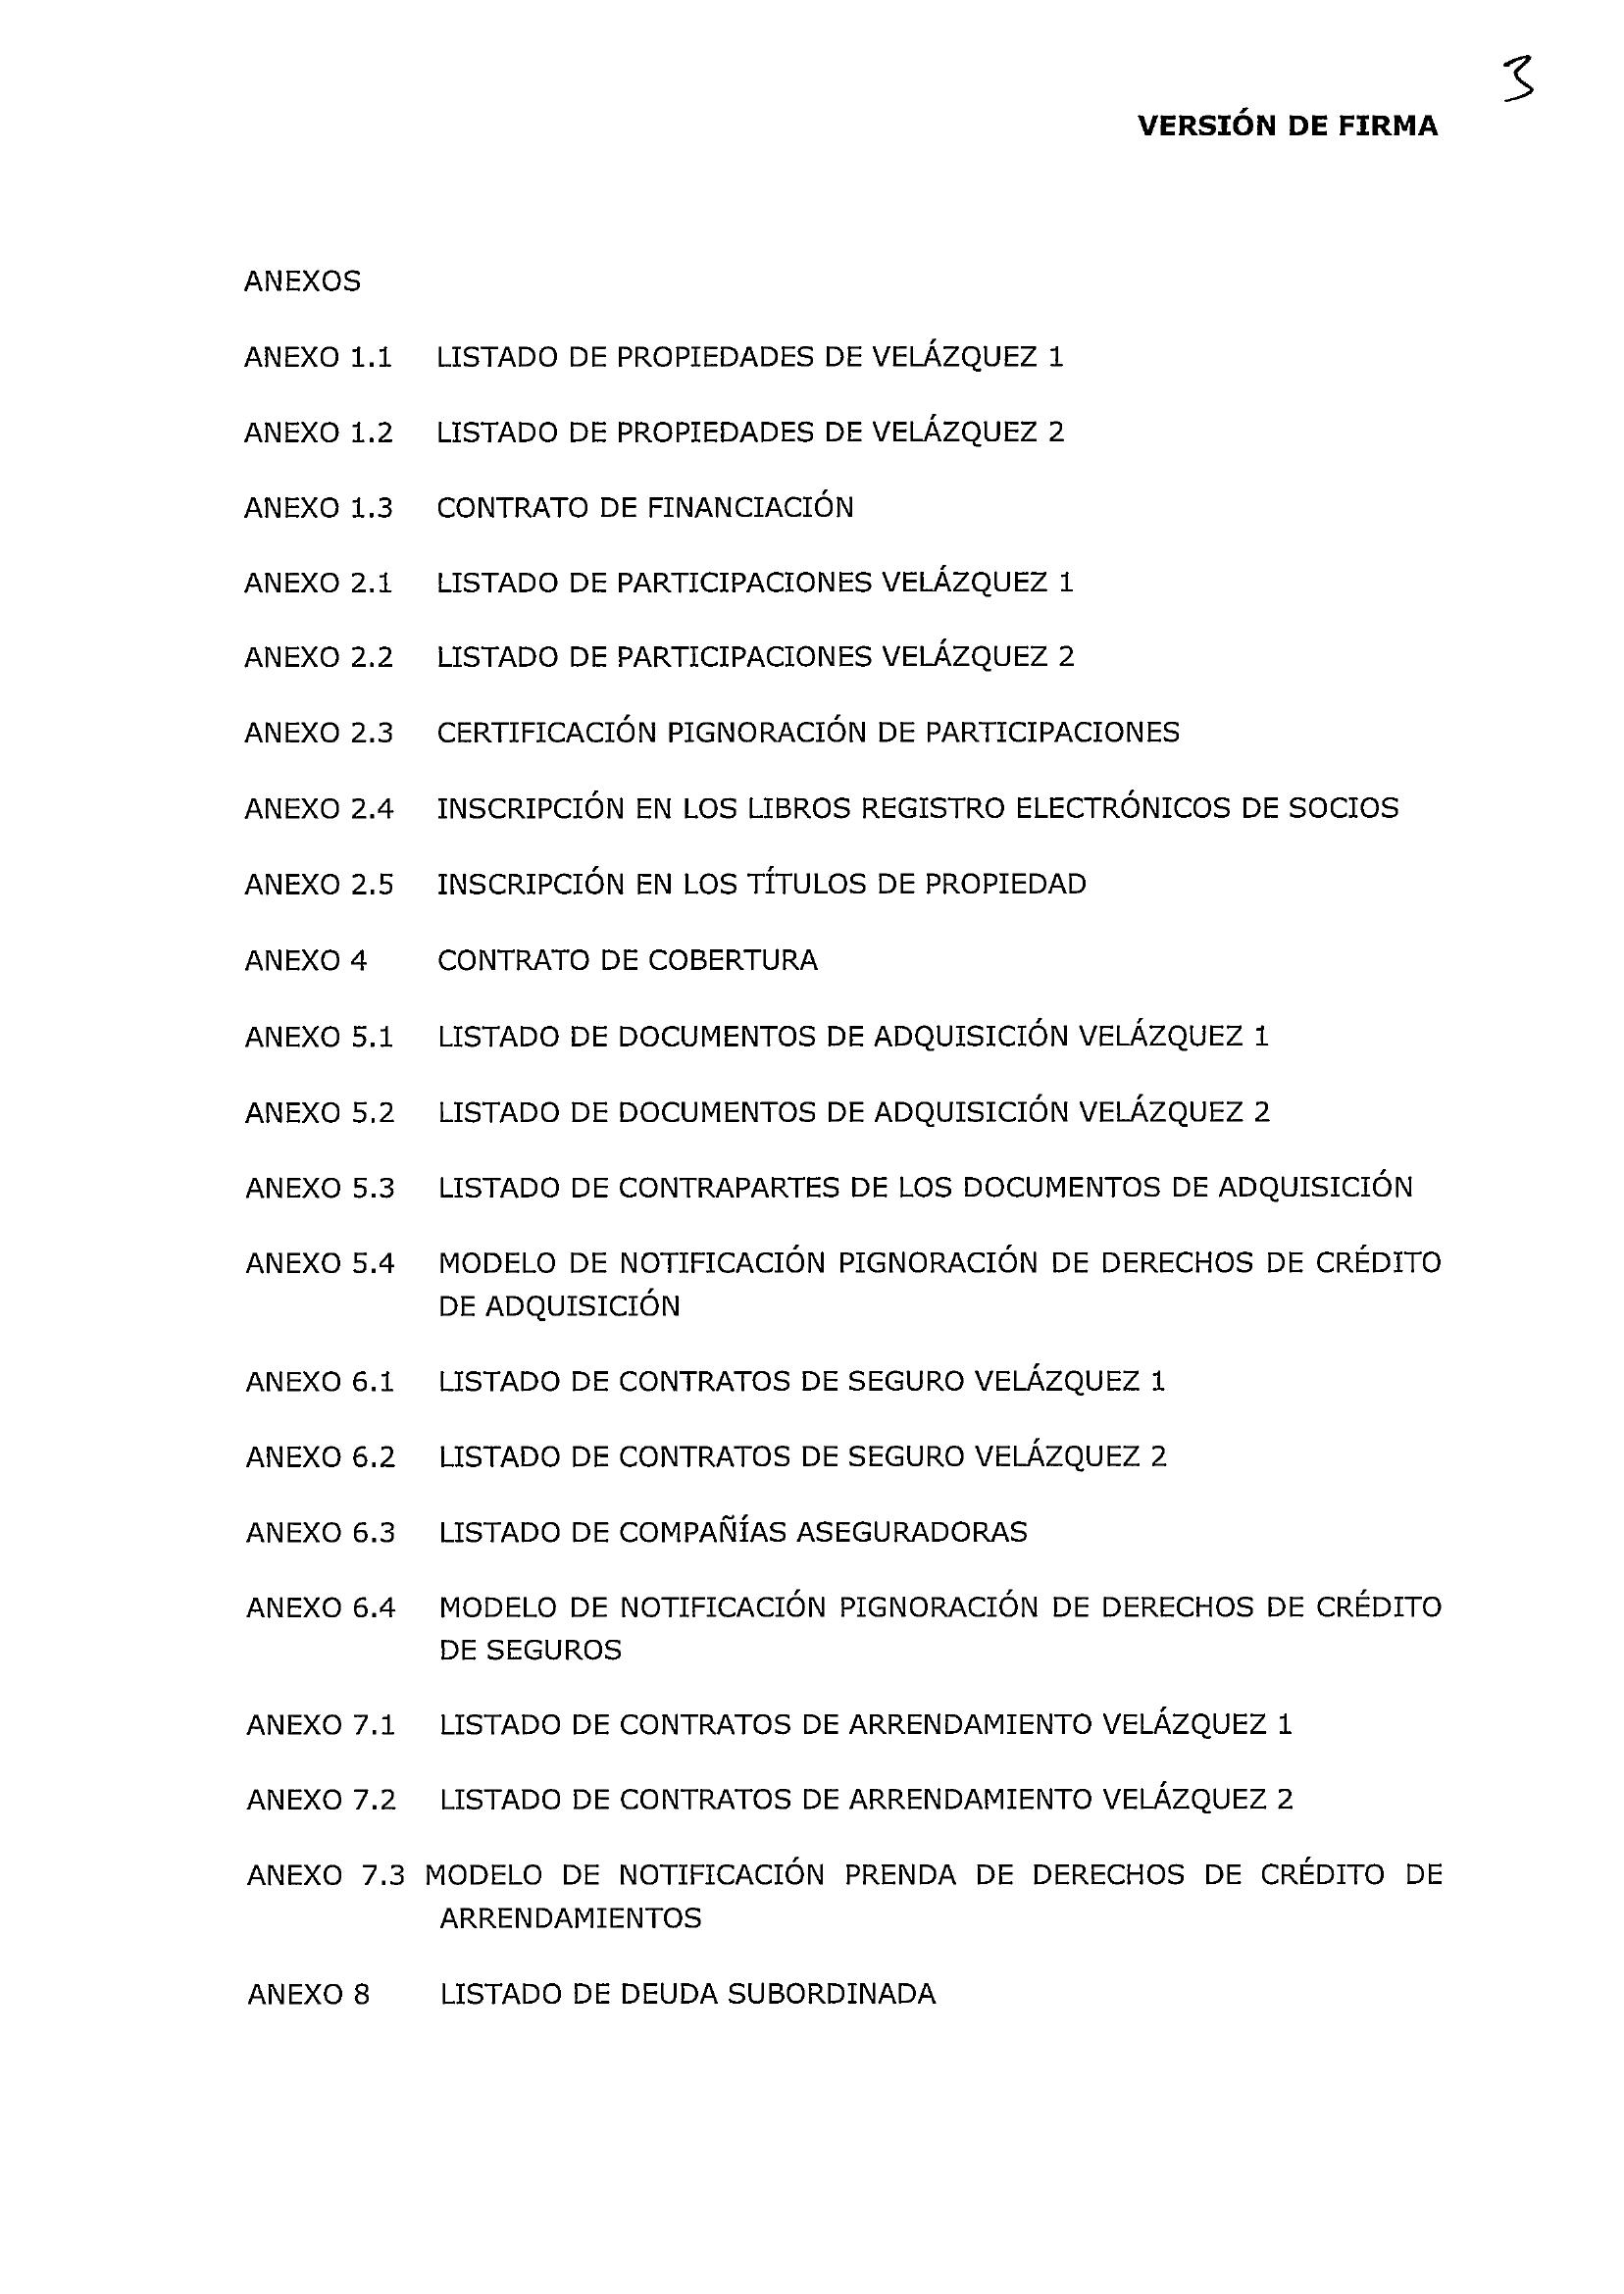 3
VERSIÓN DE FIRMA
ANEXOS
ANEXO 1.1 LISTADO DE PROPIEDADES DE VELÁZQUEZ 1
ANEXO 1.2 LISTADO DE PROPIEDADES DE VELÁZQUEZ 2
ANEXO 1.3 CONTRATO DE FINANCIACIÓN
ANEXO 2.1 LISTADO DE PARTICIPACIONES VELÁZQUEZ 1
ANEXO 2.2 LISTADO DE PARTICIPACIONES VELÁZQUEZ 2
ANEXO 2.3 CERTIFICACIÓN PIGNORACIÓN DE PARTICIPACIONES
ANEXO 2.4 INSCRIPCIÓN EN LOS LIBROS REGISTRO ELECTRÓNICOS DE SOCIOS
ANEXO 2.5 INSCRIPCIÓN EN LOS TÍTULOS DE PROPIEDAD
ANEXO 4 CONTRATO DE COBERTURA
ANEXO 5.1 LISTADO DE DOCUMENTOS DE ADQUISICIÓN VELÁZQUEZ 1
ANEXO 5.2 LISTADO DE DOCUMENTOS DE ADQUISICIÓN VELÁZQUEZ 2
ANEXO 5.3 LISTADO DE CONTRAPARTES DE LOS DOCUMENTOS DE ADQUISICIÓN
ANEXO 5.4 MODELO DE NOTIFICACIÓN PIGNORACIÓN DE DERECHOS DE CRÉDITO
DE ADQUISICIÓN
ANEXO 6.1 LISTADO DE CONTRATOS DE SEGURO VELÁZQUEZ 1
ANEXO 6.2 LISTADO DE CONTRATOS DE SEGURO VELÁZQUEZ 2
ANEXO 6.3 LISTADO DE COMPAÑÍAS ASEGURADORAS
ANEXO 6.4 MODELO DE NOTIFICACIÓN PIGNORACIÓN DE DERECHOS DE CRÉDITO
DE SEGUROS
ANEXO 7.1 LISTADO DE CONTRATOS DE ARRENDAMIENTO VELÁZQUEZ 1
ANEXO 7.2 LISTADO DE CONTRATOS DE ARRENDAMIENTO VELÁZQUEZ 2
ANEXO 7.3 MODELO DE NOTIFICACIÓN PRENDA DE DERECHOS DE CRÉDITO DE
ARRENDAMIENTOS
ANEXO 8 LISTADO DE DEUDA SUBORDINADA